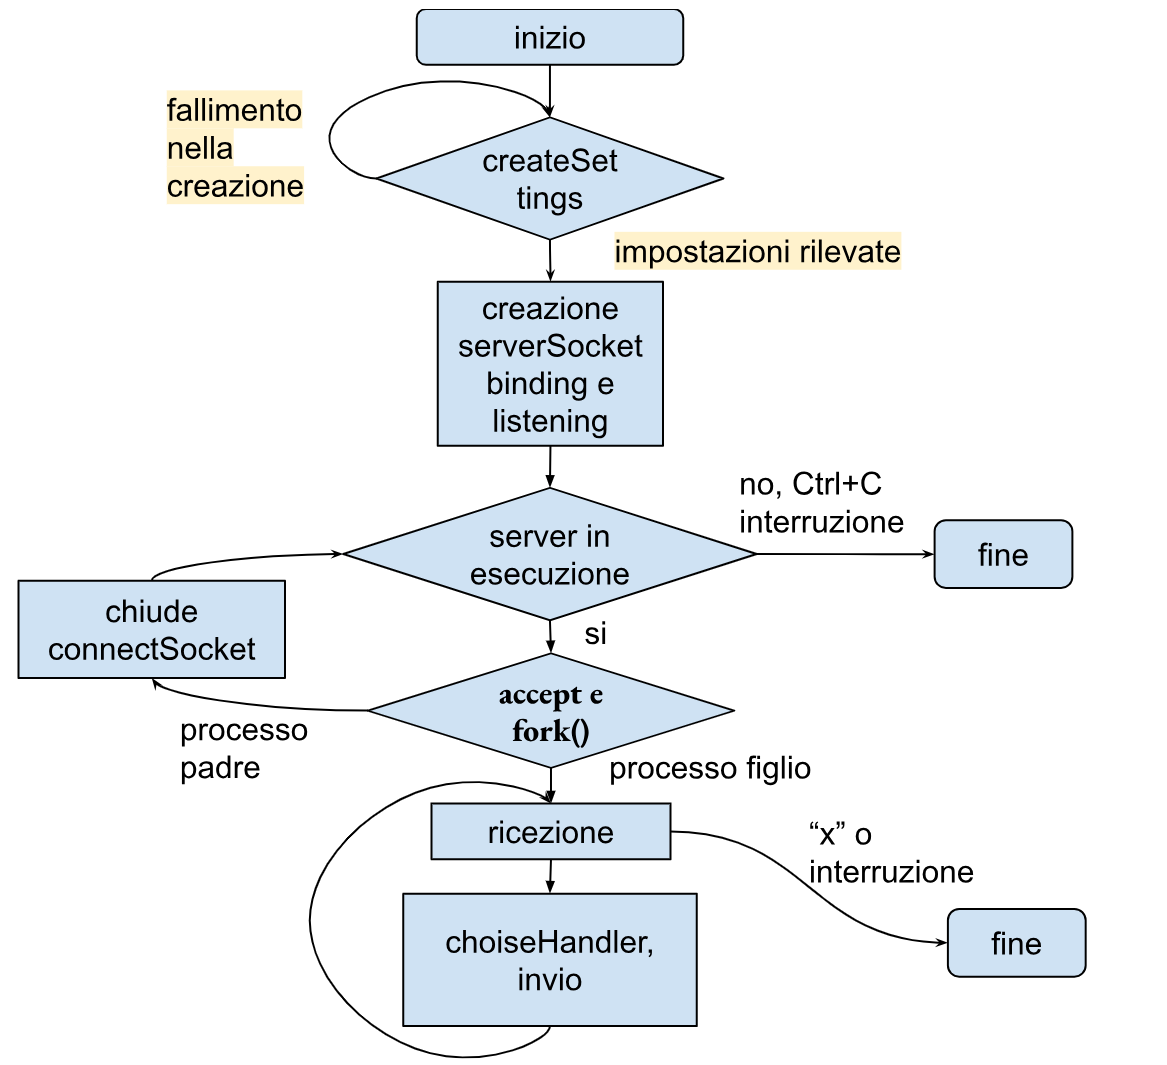 inizio
fallimento
nella
creazione
createSet
tings
impostazioni rilevate
creazione
serverSocket
binding e
listening
no, Ctrl+C
interruzione
server in
esecuzione
fine
chiude
connectSocket
si
accept e
fork()
processo
padre
processo figlio
ricezione
“x” o
interruzione
choiseHandler,
invio
fine